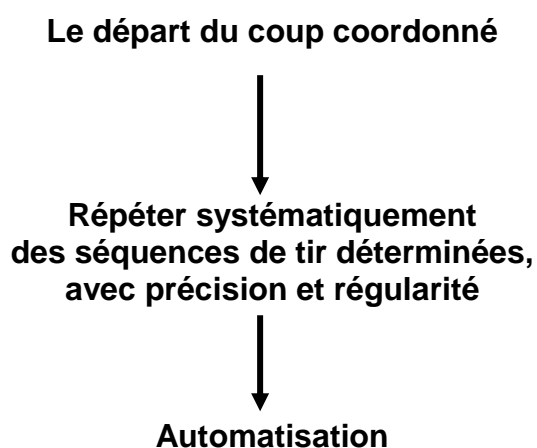 Le départ du coup coordonné
Répéter systématiquement
des séquences de tir déterminées,
avec précision et régularité
Automatisation